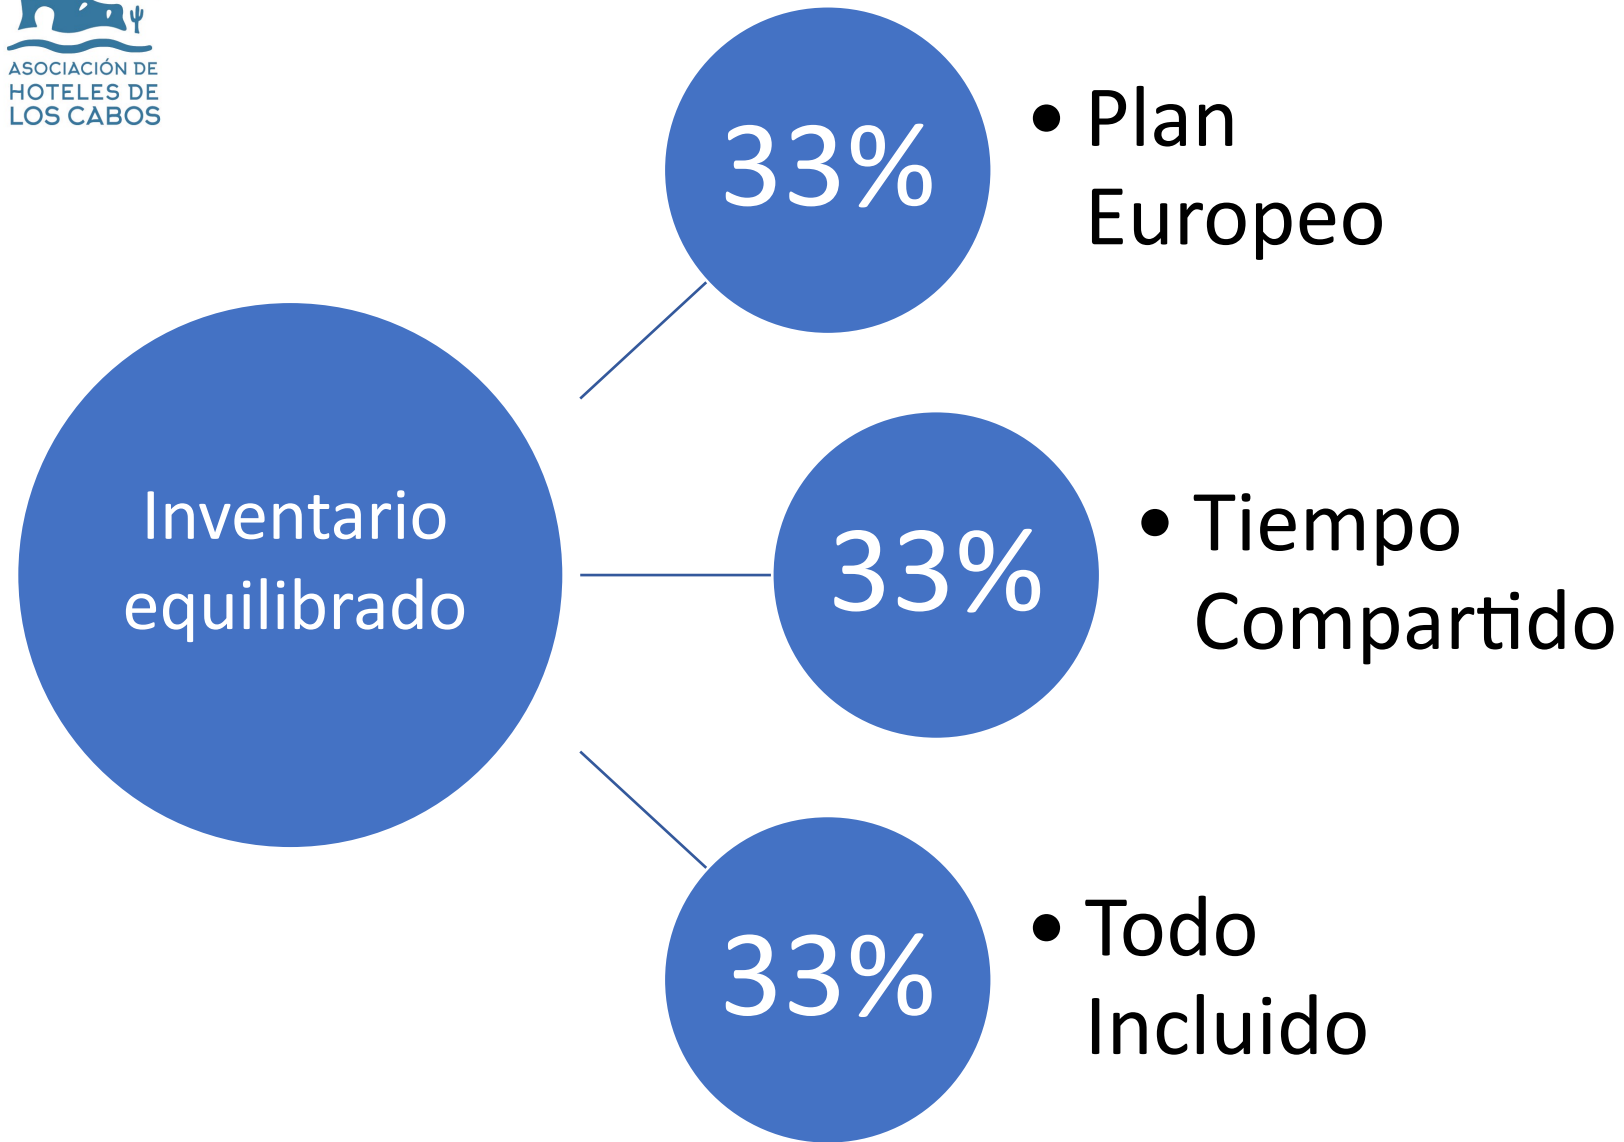 ASOCIACIÓN DE
HOTELES DE
LOS CABOS
33%
• Plan
Europeo
Inventario
equilibrado
33%
• Tiempo
Compartido
33%
• Todo
Incluido